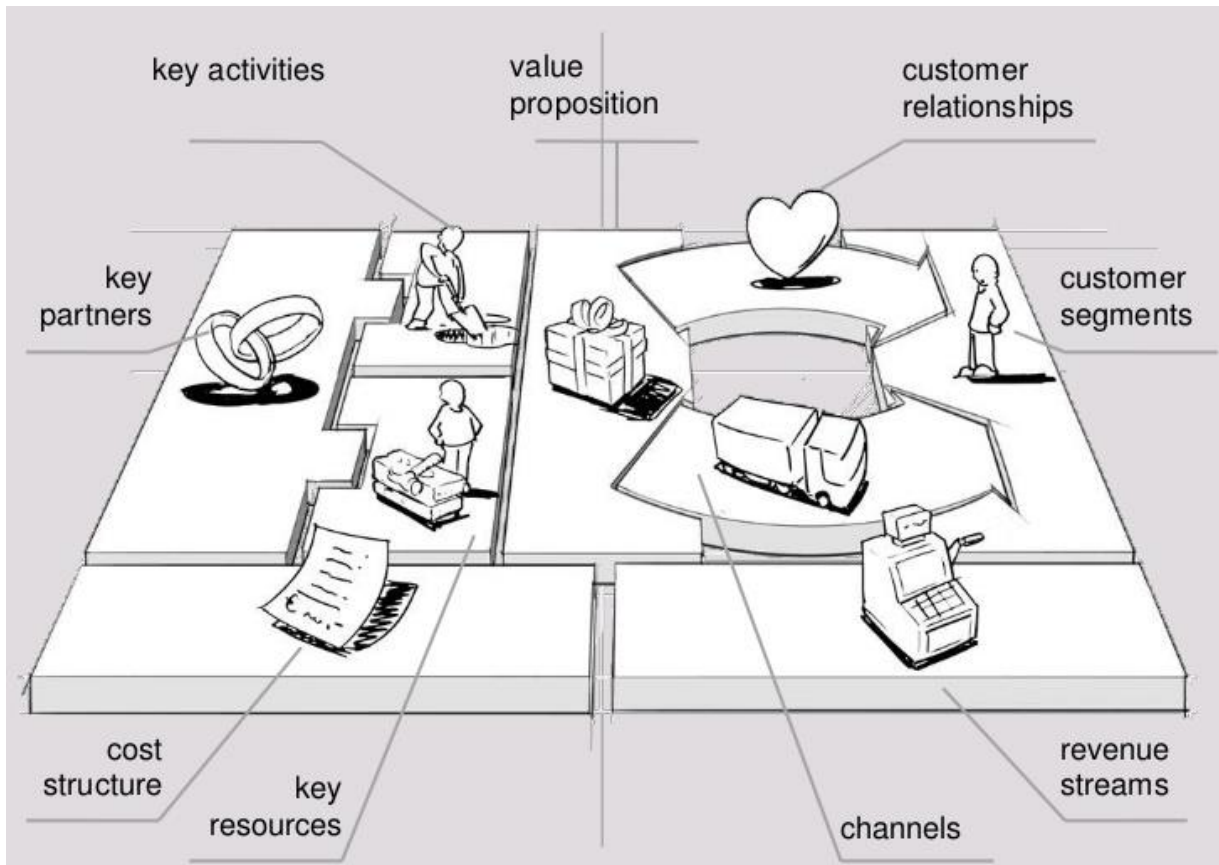 key activities
value
proposition
customer
relationships
key
partners
customer
segments
cost
structure
key
resources
channels
revenue
streams